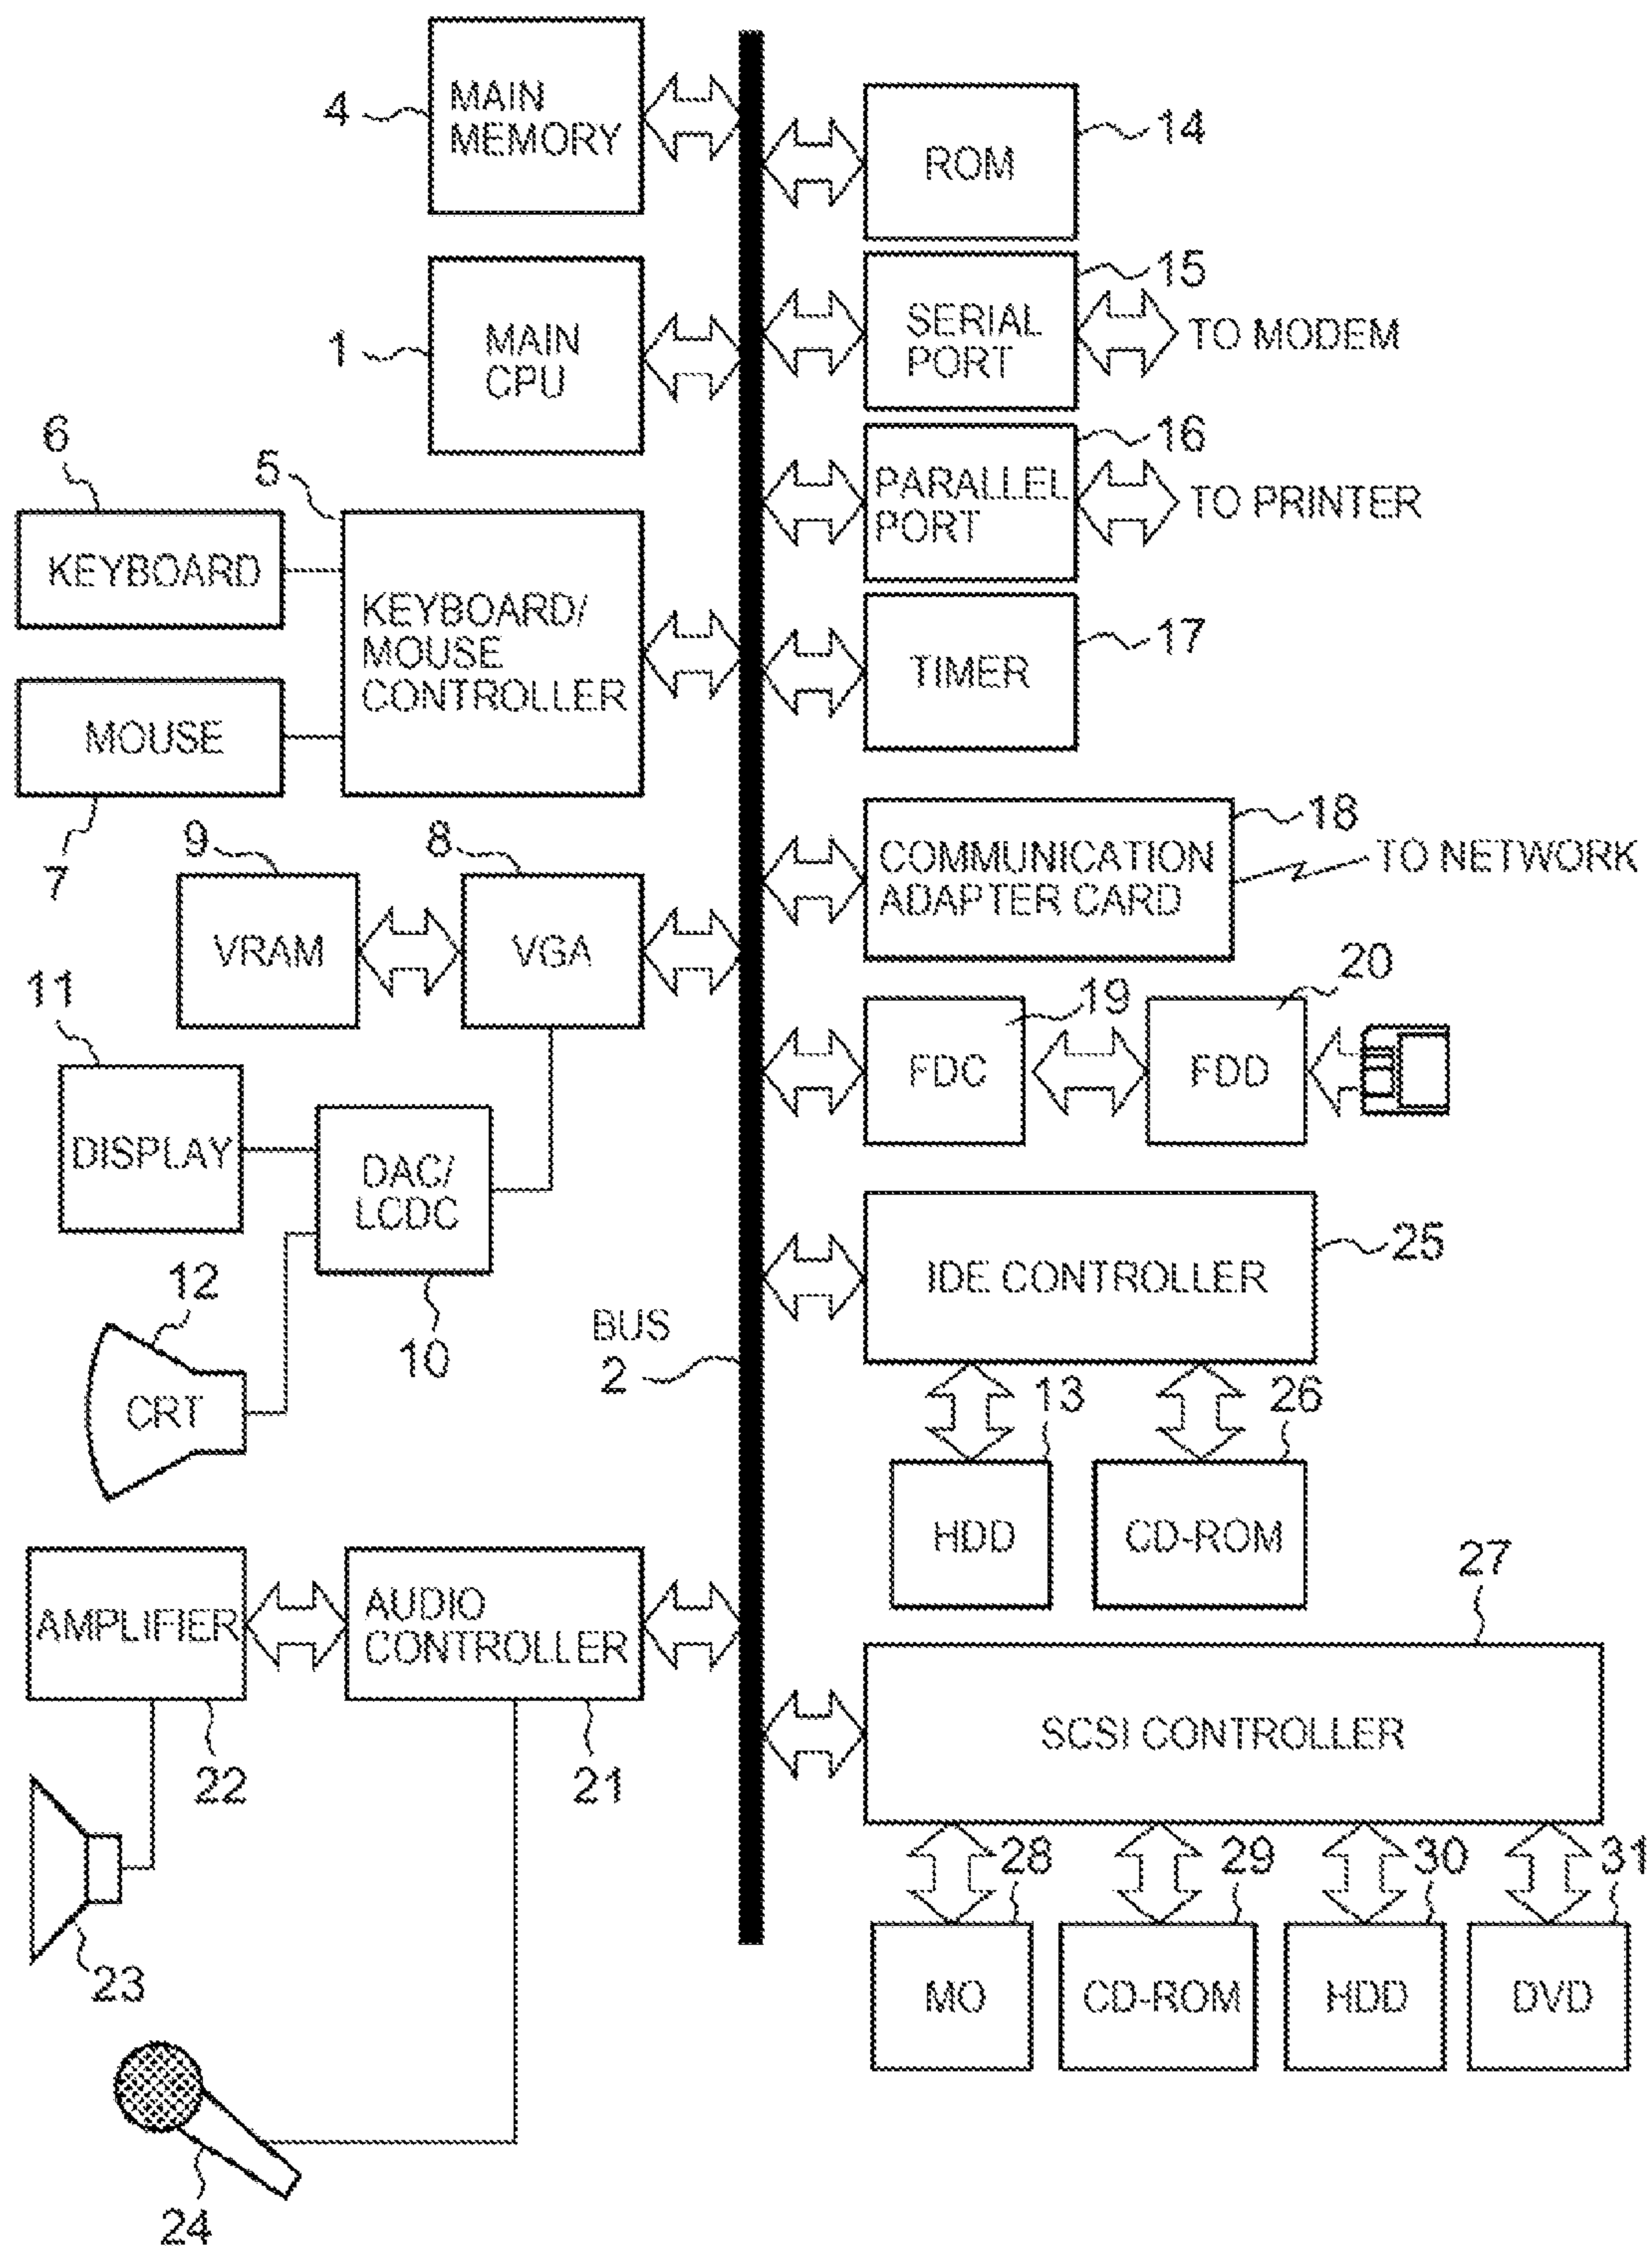 4
MAIN
MEMORY
ROM
14
1
MAIN
CPU
SERIAL
PORT
15
TO MODEM
PARALLEL
PORT
16
TO PRINTER
6
KEYBOARD
5
KEYBOARD/
MOUSE
CONTROLLER
MOUSE
7
TIMER
17
9
VRAM
8
VGA
COMMUNICATION
ADAPTER CARD
18
TO NETWORK
11
DISPLAY
DAC/
LCDC
10
12
CRT
FDC
19
FDD
20
BUS
2
IDE CONTROLLER
25
13
HDD
26
CD-ROM
AMPLIFIER
22
AUDIO
CONTROLLER
21
27
SCSI CONTROLLER
23
24
28
MO
29
CD-ROM
30
HDD
31
DVD